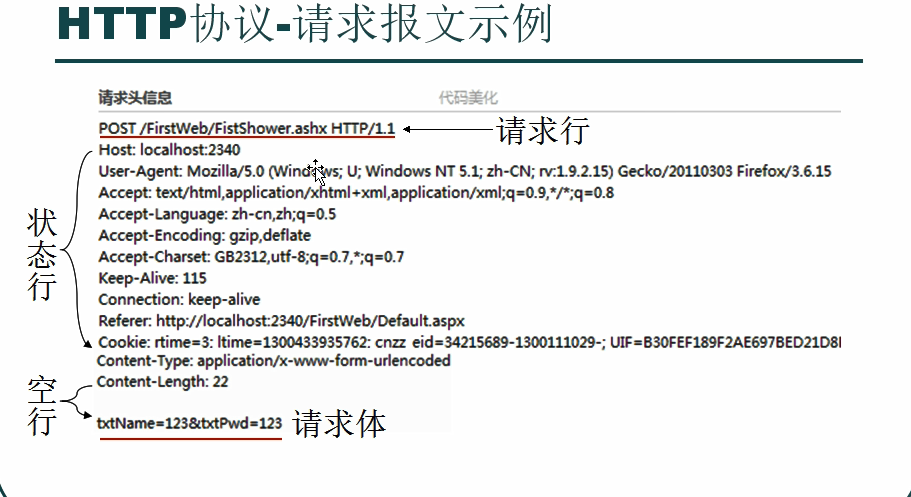 HTTP协议-请求报文示例
请求头信息 代码美化
POST /FirstWeb/FistShower.ashx HTTP/1.1 请求行
Host: localhost:2340
User-Agent: Mozilla/5.0 (Windows; U; Windows NT 5.1; zh-CN; rv:1.9.2.15) Gecko/20110303 Firefox/3.6.15
Accept: text/html,application/xhtml+xml,application/xml;q=0.9,*/*;q=0.8
Accept-Language: zh-cn,zh;q=0.5
Accept-Encoding: gzip,deflate
Accept-Charset: GB2312,utf-8;q=0.7,*;q=0.7
Keep-Alive: 115
Connection: keep-alive
Referer: http://localhost:2340/FirstWeb/Default.aspx
Cookie: rtime=3; ltime=1300433935762; cnzz_eid=34215689-1300111029-; UIF=B30FEF189F2AE697BED21D8
Content-Type: application/x-www-form-urlencoded
Content-Length: 22
状态行
空行
txtName=123&txtPwd=123 请求体